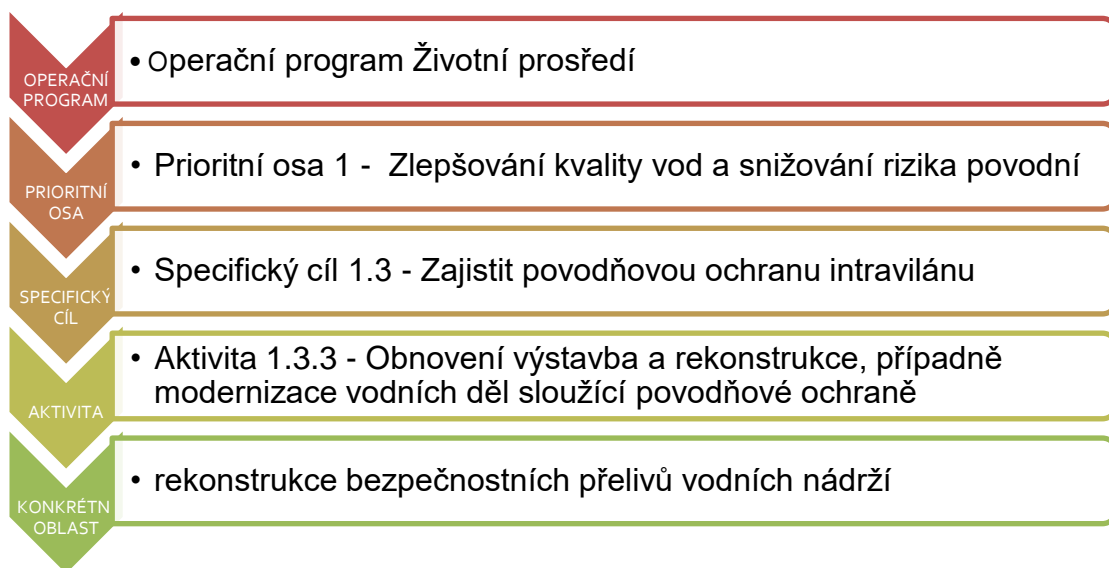 OPERAČNÍ
PROGRAM
• Operační program Životní prosředí
PRIORITNÍ
OSA
• Prioritní osa 1 - Zlepšování kvality vod a snižování rizika povodní
SPECIFICKÝ
CÍL
• Specifický cíl 1.3 - Zajistit povodňovou ochranu intravilánu
AKTIVITA
• Aktivita 1.3.3 - Obnovení výstavba a rekonstrukce, případně
modernizace vodních děl sloužící povodňové ochraně
KONKRÉTN
OBLAST
• rekonstrukce bezpečnostních přelivů vodních nádrží